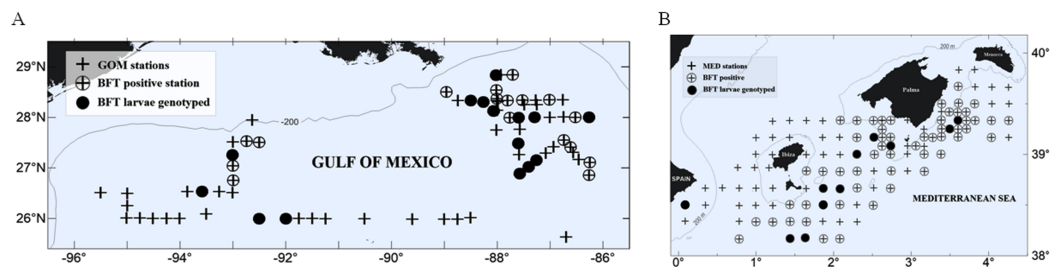 A
29°N
28°N
27°N
26°N
GOM stations
BFT positive station
BFT larvae genotyped
-200
GULF OF MEXICO
-96
-94
-92
-90
-88
-86
B
MED stations
BFT positive
BFT larvae genotyped
200 m
Menorca
Palma
Ibiza
SPAIN
200 m
MEDITERRANEAN SEA
40°
39°
38°
0°
1°
2°
3°
4°